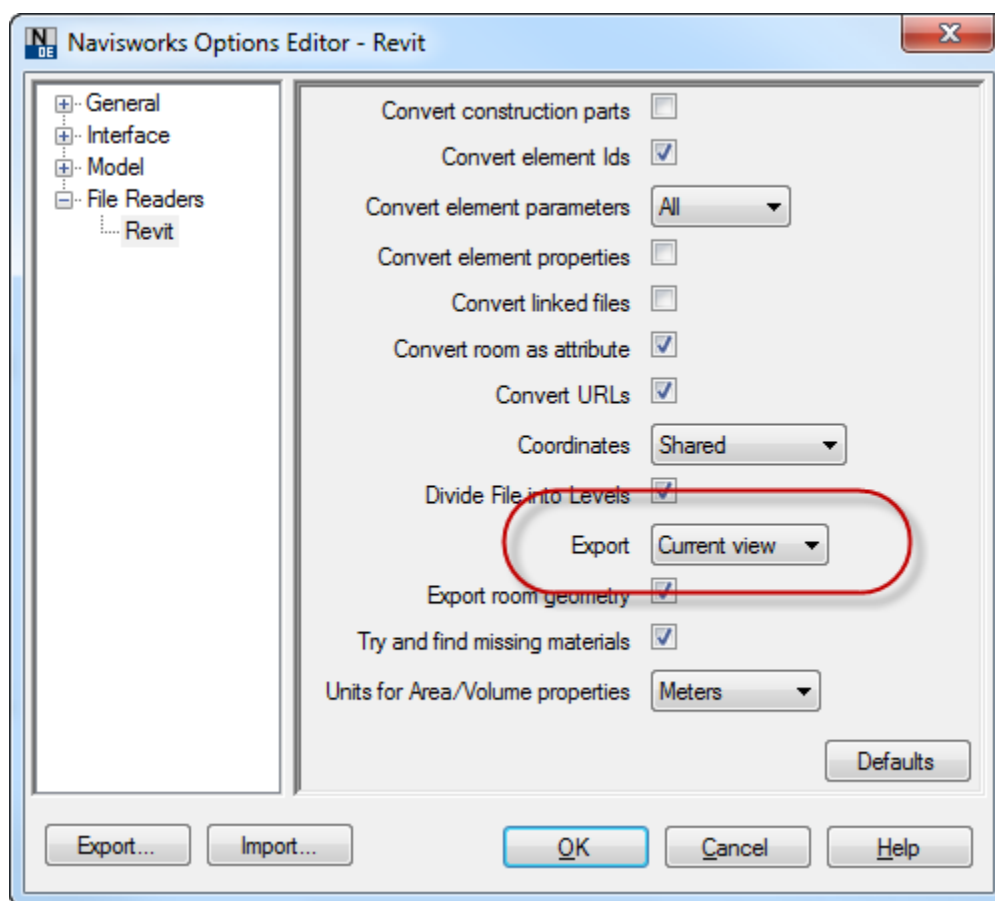 N DE Navisworks Options Editor - Revit
General
Interface
Model
File Readers
Revit
Convert construction parts
Convert element Ids
Convert element parameters All
Convert element properties
Convert linked files
Convert room as attribute
Convert URLs
Coordinates Shared
Divide File into Levels
Export Current view
Export room geometry
Try and find missing materials
Units for Area/Volume properties Meters
Defaults
Export... Import... OK Cancel Help